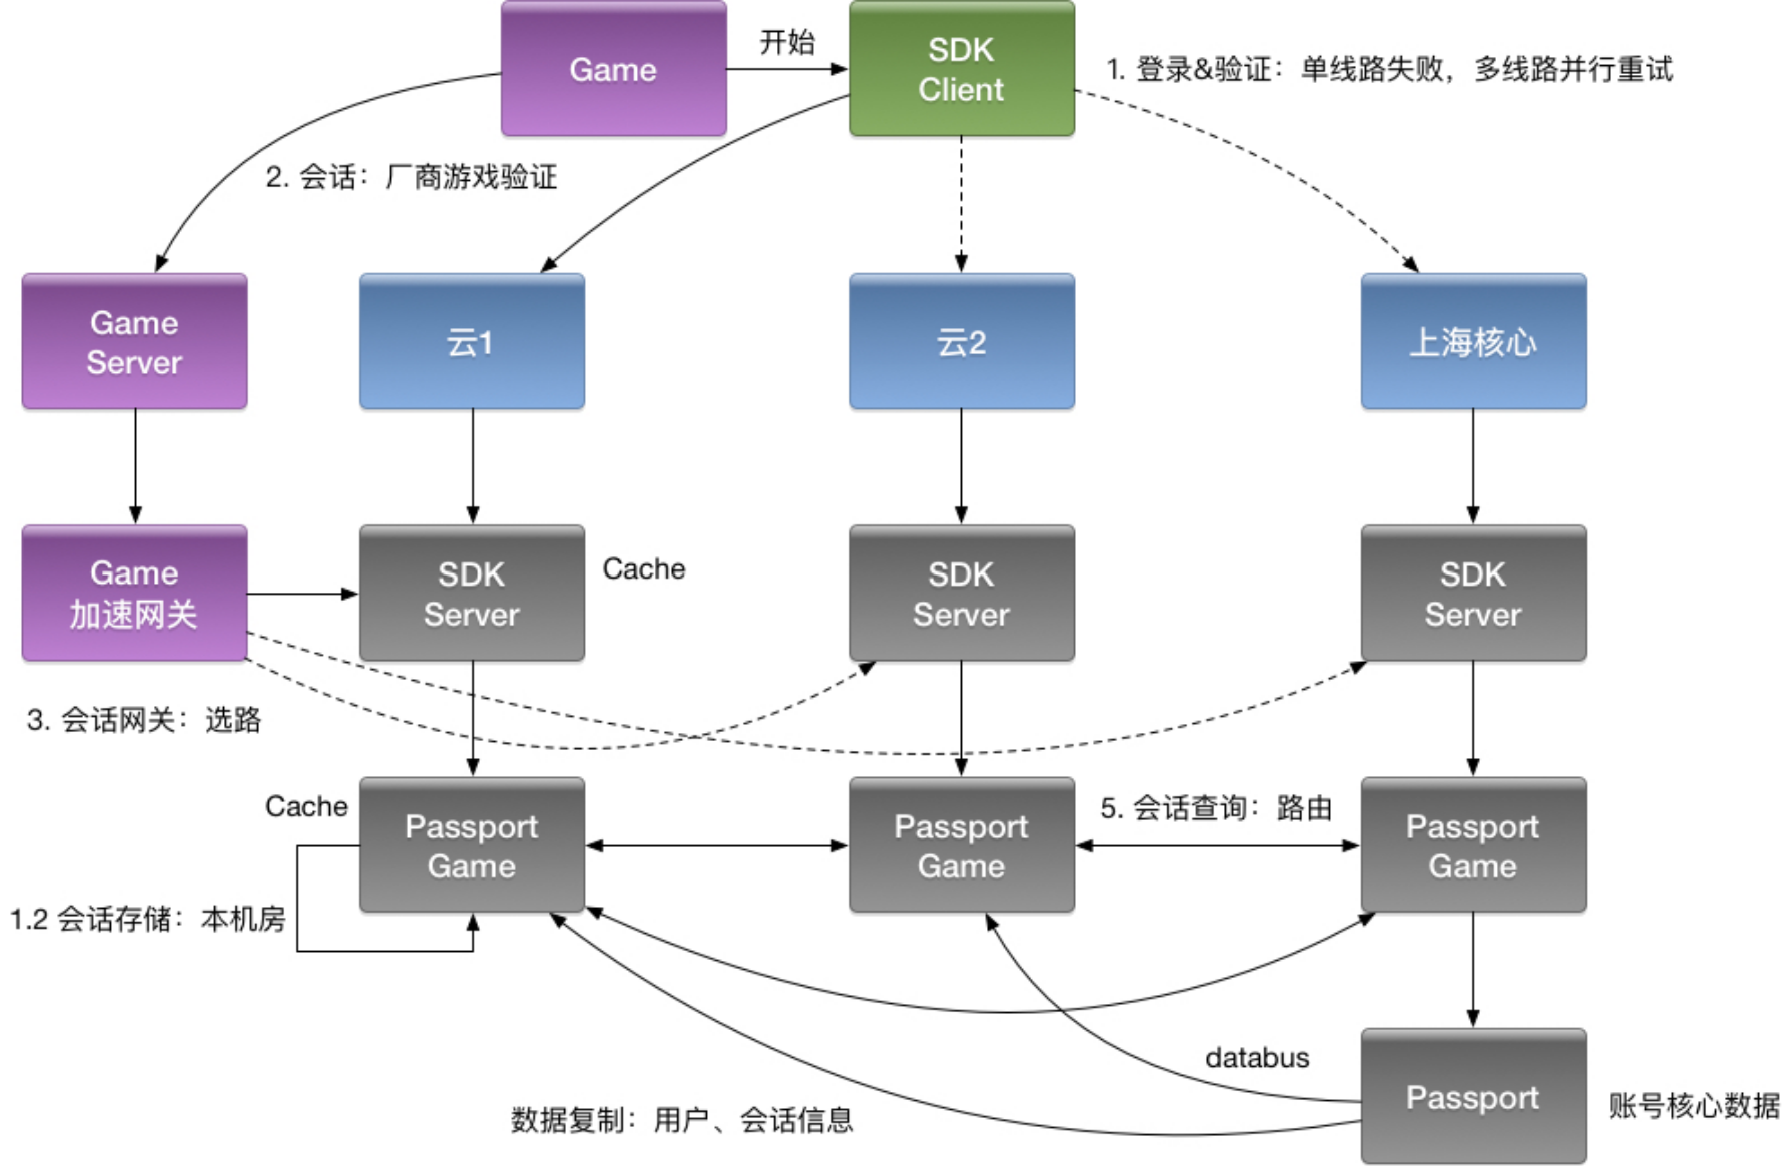 Game
开始
SDK
Client
1. 登录&验证：单线路失败，多线路并行重试
2. 会话：厂商游戏验证
Game
Server
云1
云2
上海核心
Game
加速网关
SDK
Server
Cache
SDK
Server
SDK
Server
3. 会话网关：选路
Cache
Passport
Game
Passport
Game
5. 会话查询：路由
Passport
Game
1.2 会话存储：本机房
databus
Passport
账号核心数据
数据复制：用户、会话信息